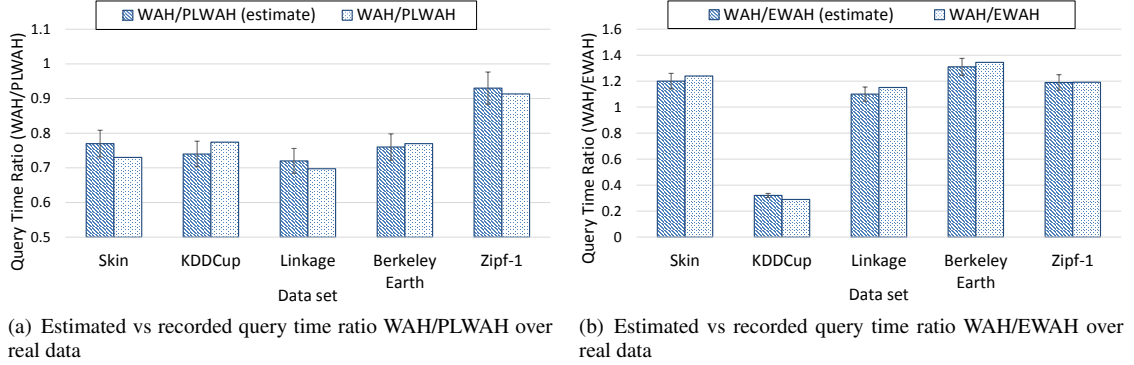 WAH/PLWAH (estimate) WAH/PLWAH
Query Time Ratio (WAH/PLWAH)
1.1
1
0.9
0.8
0.7
0.6
0.5
Skin KDDCup Linkage Berkeley Earth Zipf-1
Data set
(a) Estimated vs recorded query time ratio WAH/PLWAH over
real data
WAH/EWAH (estimate) WAH/EWAH
Query Time Ratio (WAH/EWAH)
1.6
1.4
1.2
1
0.8
0.6
0.4
0.2
0
Skin KDDCup Linkage Berkeley Earth Zipf-1
Data set
(b) Estimated vs recorded query time ratio WAH/EWAH over
real data